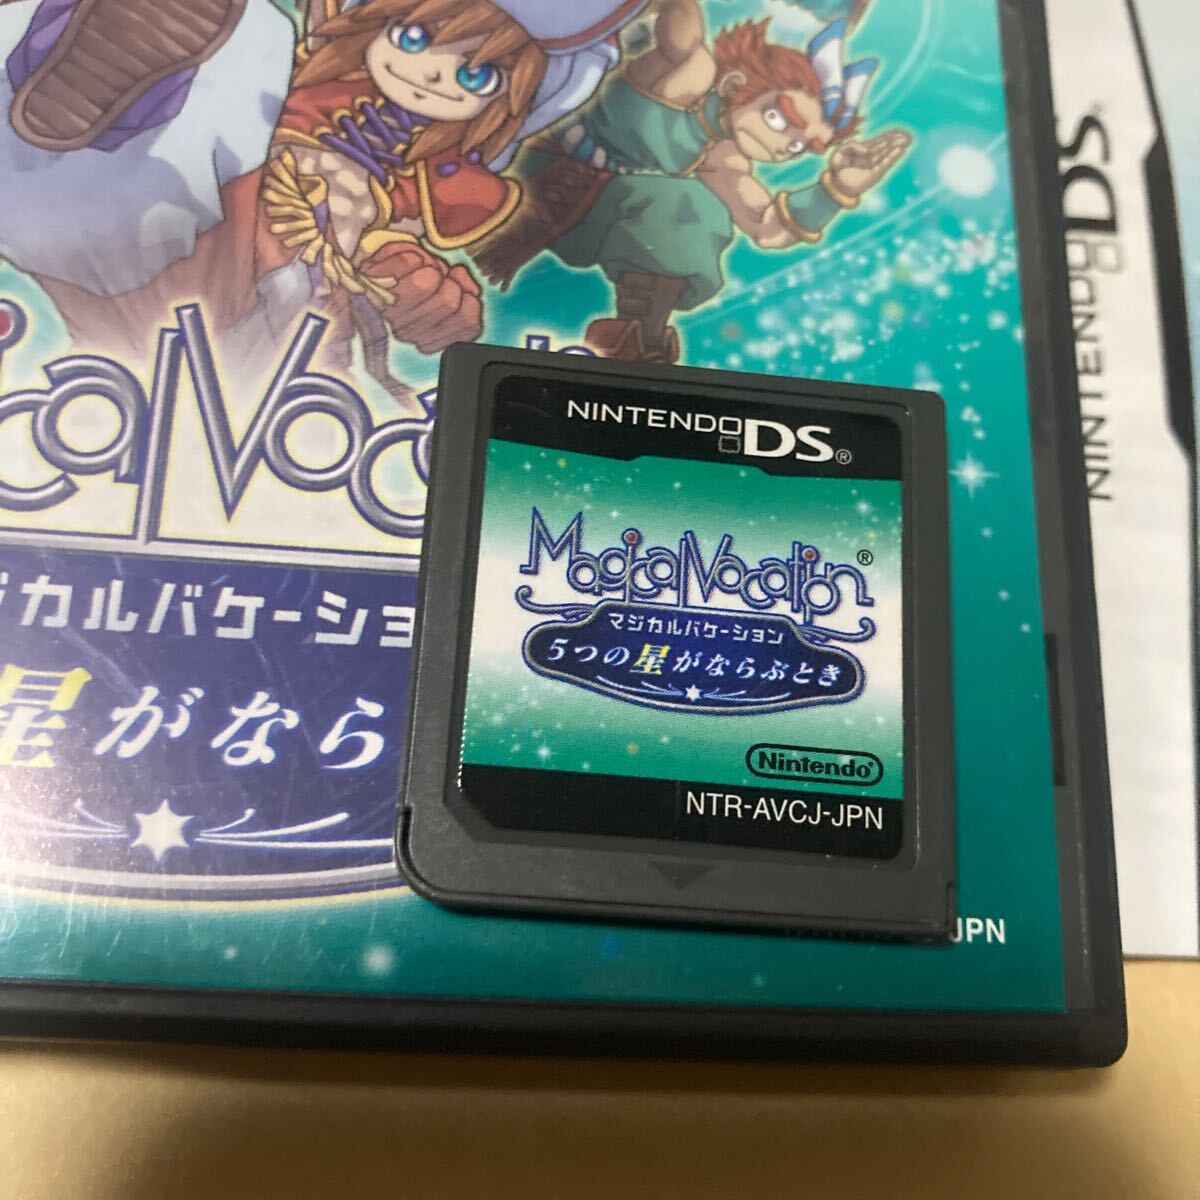 NINTENDO DS®
MagicalVacation®
マジカルバケーション
5つの星がならぶとき
Nintendo®
NTR-AVCJ-JPN
ジカルバケーショ
星がなら
JPN
NINTENDO DS®